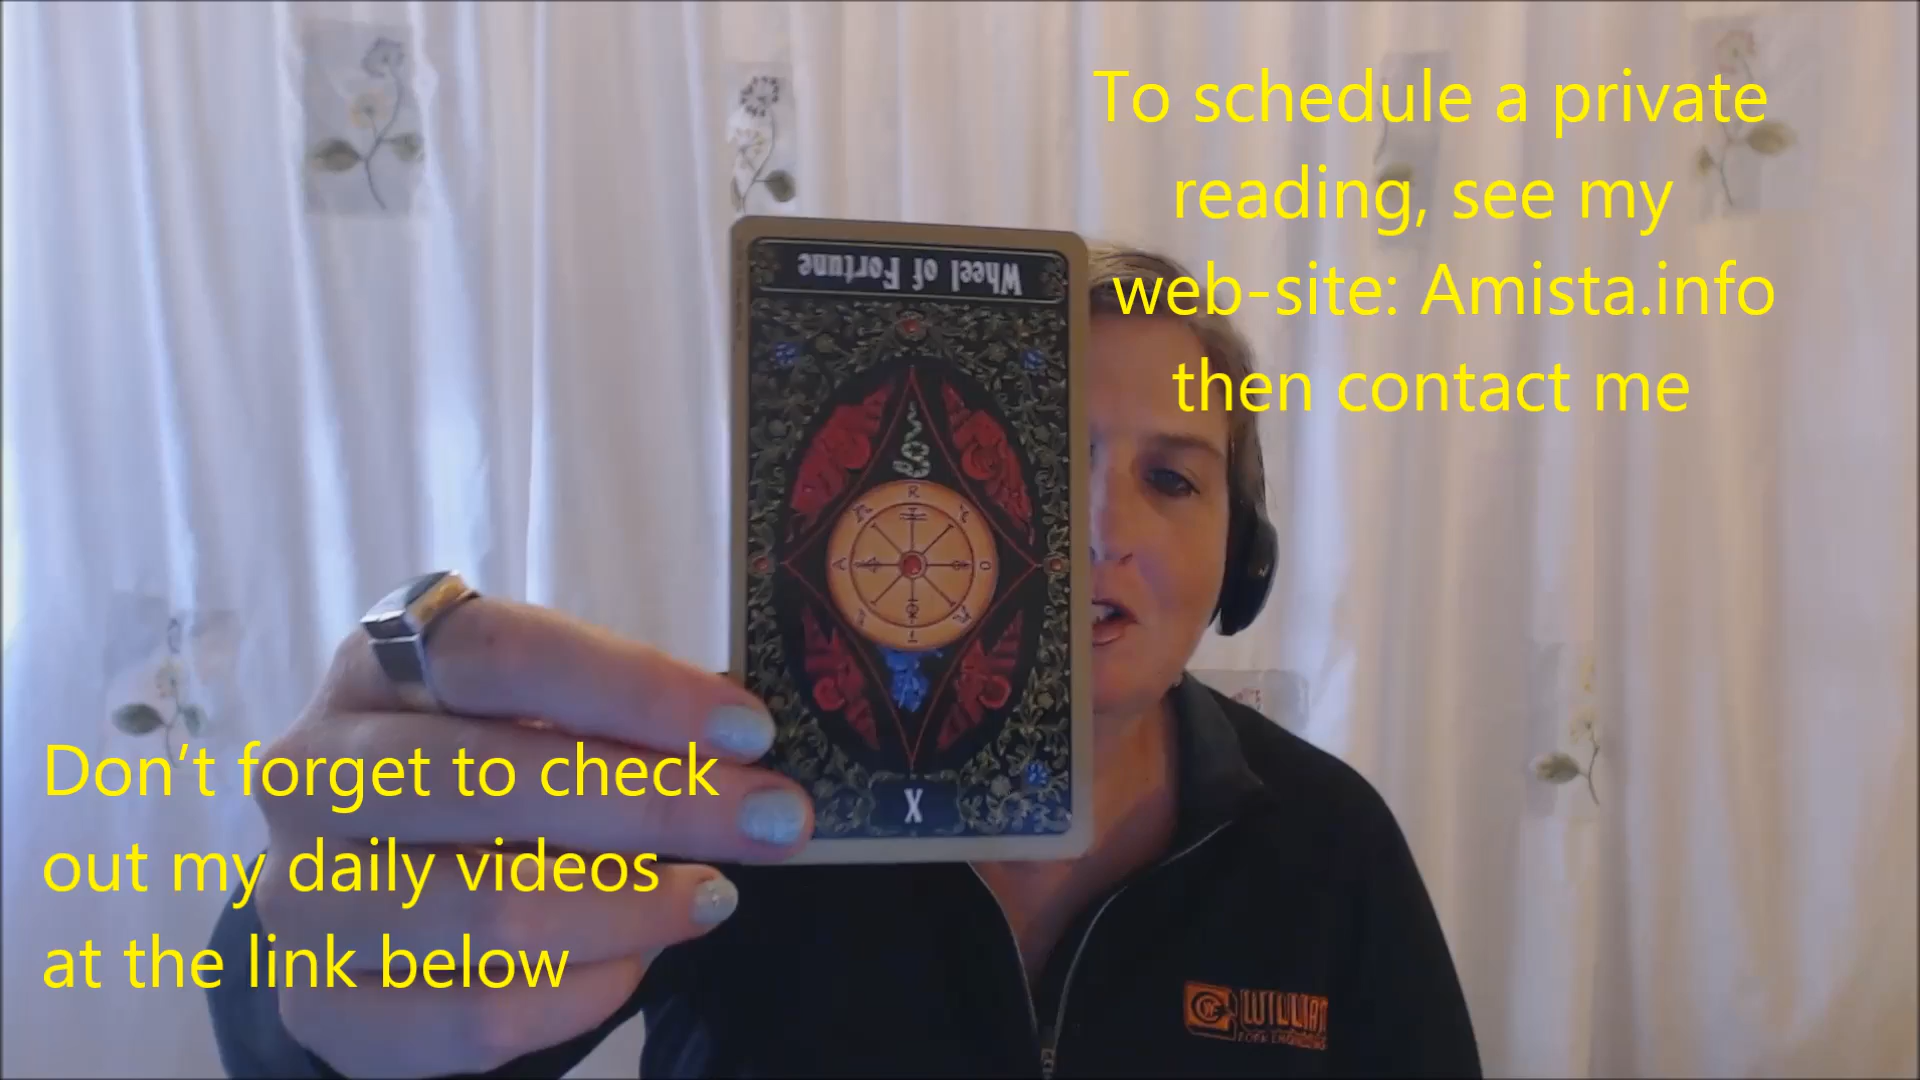 To schedule a private
reading, see my
web-site: Amista.info
then contact me
Wheel of Fortune
X
Don’t forget to check
out my daily videos
at the link below